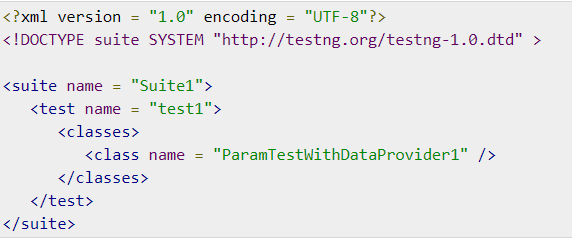 <?xml version = "1.0" encoding = "UTF-8"?>
<!DOCTYPE suite SYSTEM "http://testng.org/testng-1.0.dtd" >

<suite name = "Suite1">
   <test name = "test1">
      <classes>
         <class name = "ParamTestWithDataProvider1" />
      </classes>
   </test>
</suite>